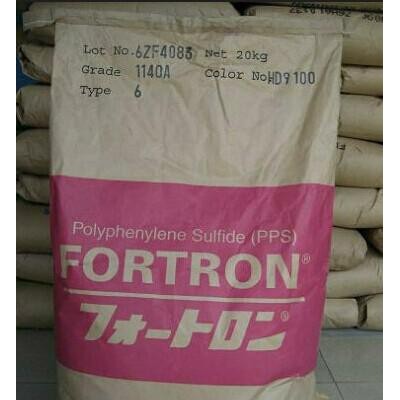 Lot No. 6ZF4083 Net 20kg
Grade 1140A Color No HD9100
Type 6
Polyphenylene Sulfide (PPS)
FORTRON®
フォートロン®